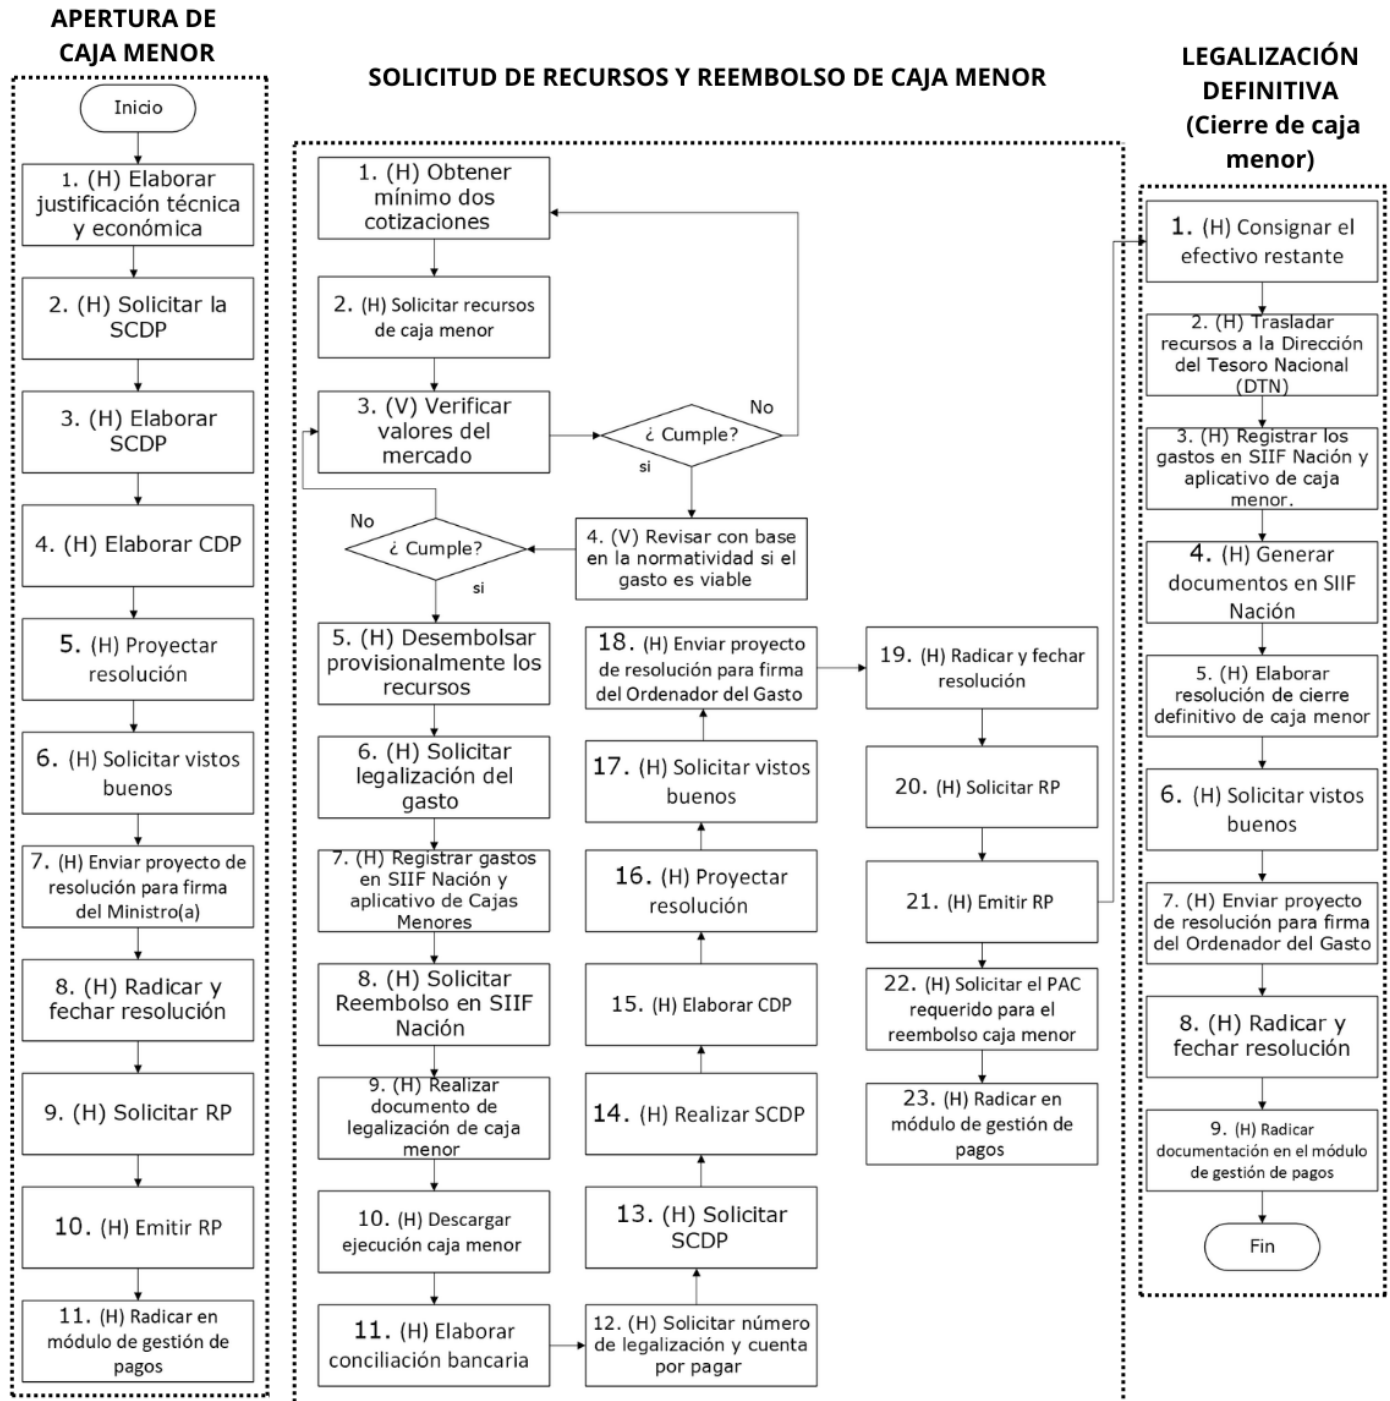 APERTURA DE
CAJA MENOR
Inicio
1. (H) Elaborar
justificación técnica
y económica
2. (H) Solicitar la
SCDP
3. (H) Elaborar
SCDP
4. (H) Elaborar CDP
5. (H) Proyectar
resolución
6. (H) Solicitar vistos
buenos
7. (H) Enviar proyecto de
resolución para firma
del Ministro(a)
8. (H) Radicar y
fechar resolución
9. (H) Solicitar RP
10. (H) Emitir RP
11. (H) Radicar en
módulo de gestión de
pagos
SOLICITUD DE RECURSOS Y REEMBOLSO DE CAJA MENOR
1. (H) Obtener
mínimo dos
cotizaciones
2. (H) Solicitar recursos
de caja menor
3. (V) Verificar
valores del
mercado
¿ Cumple?
No
si
4. (V) Revisar con base
en la normatividad si el
gasto es viable
¿ Cumple?
No
si
5. (H) Desembolsar
provisionalmente los
recursos
6. (H) Solicitar
legalización del
gasto
7. (H) Registrar gastos
en SIIF Nación y
aplicativo de Cajas
Menores
8. (H) Solicitar
Reembolso en SIIF
Nación
9. (H) Realizar
documento de
legalización de caja
menor
10. (H) Descargar
ejecución caja menor
11. (H) Elaborar
conciliación bancaria
12. (H) Solicitar número
de legalización y cuenta
por pagar
13. (H) Solicitar
SCDP
14. (H) Realizar SCDP
15. (H) Elaborar CDP
16. (H) Proyectar
resolución
17. (H) Solicitar vistos
buenos
18. (H) Enviar proyecto
de resolución para firma
del Ordenador del Gasto
19. (H) Radicar y fechar
resolución
20. (H) Solicitar RP
21. (H) Emitir RP
22. (H) Solicitar el PAC
requerido para el
reembolso caja menor
23. (H) Radicar en
módulo de gestión de
pagos
LEGALIZACIÓN
DEFINITIVA
(Cierre de caja
menor)
1. (H) Consignar el
efectivo restante
2. (H) Trasladar
recursos a la Dirección
del Tesoro Nacional
(DTN)
3. (H) Registrar los
gastos en SIIF Nación y
aplicativo de caja
menor.
4. (H) Generar
documentos en SIIF
Nación
5. (H) Elaborar
resolución de cierre
definitivo de caja menor
6. (H) Solicitar vistos
buenos
7. (H) Enviar proyecto
de resolución para firma
del Ordenador del Gasto
8. (H) Radicar y
fechar resolución
9. (H) Radicar
documentación en el módulo
de gestión de pagos
Fin